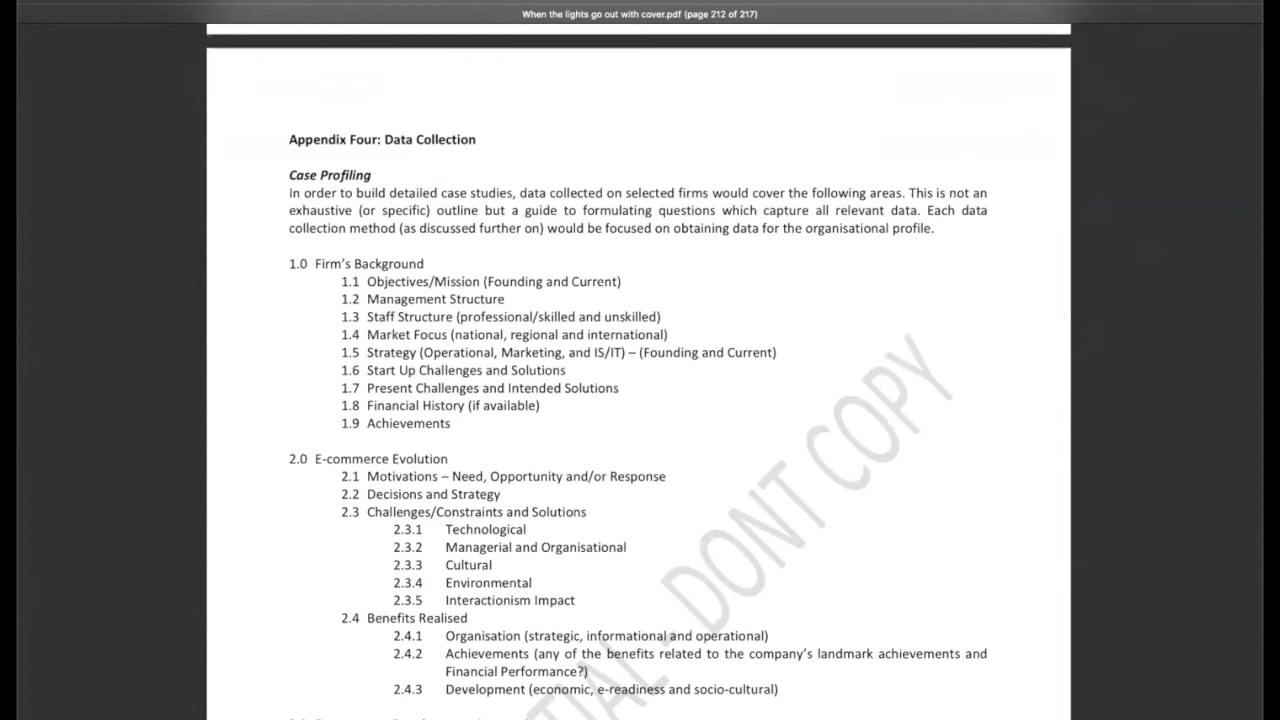 When the lights go out with cover.pdf (page 212 of 217)
Appendix Four: Data Collection
Case Profiling
In order to build detailed case studies, data collected on selected firms would cover the following areas. This is not an
exhaustive (or specific) outline but a guide to formulating questions which capture all relevant data. Each data
collection method (as discussed further on) would be focused on obtaining data for the organisational profile.
1.0 Firm's Background
1.1 Objectives/Mission (Founding and Current)
1.2 Management Structure
1.3 Staff Structure (professional/skilled and unskilled)
1.4 Market Focus (national, regional and international)
1.5 Strategy (Operational, Marketing, and IS/IT) – (Founding and Current)
1.6 Start Up Challenges and Solutions
1.7 Present Challenges and Intended Solutions
1.8 Financial History (if available)
1.9 Achievements
2.0 E-commerce Evolution
2.1 Motivations – Need, Opportunity and/or Response
2.2 Decisions and Strategy
2.3 Challenges/Constraints and Solutions
2.3.1 Technological
2.3.2 Managerial and Organisational
2.3.3 Cultural
2.3.4 Environmental
2.3.5 Interactionism Impact
2.4 Benefits Realised
2.4.1 Organisation (strategic, informational and operational)
2.4.2 Achievements (any of the benefits related to the company's landmark achievements and
Financial Performance?)
2.4.3 Development (economic, e-readiness and socio-cultural)
TIAL - DONT COPY